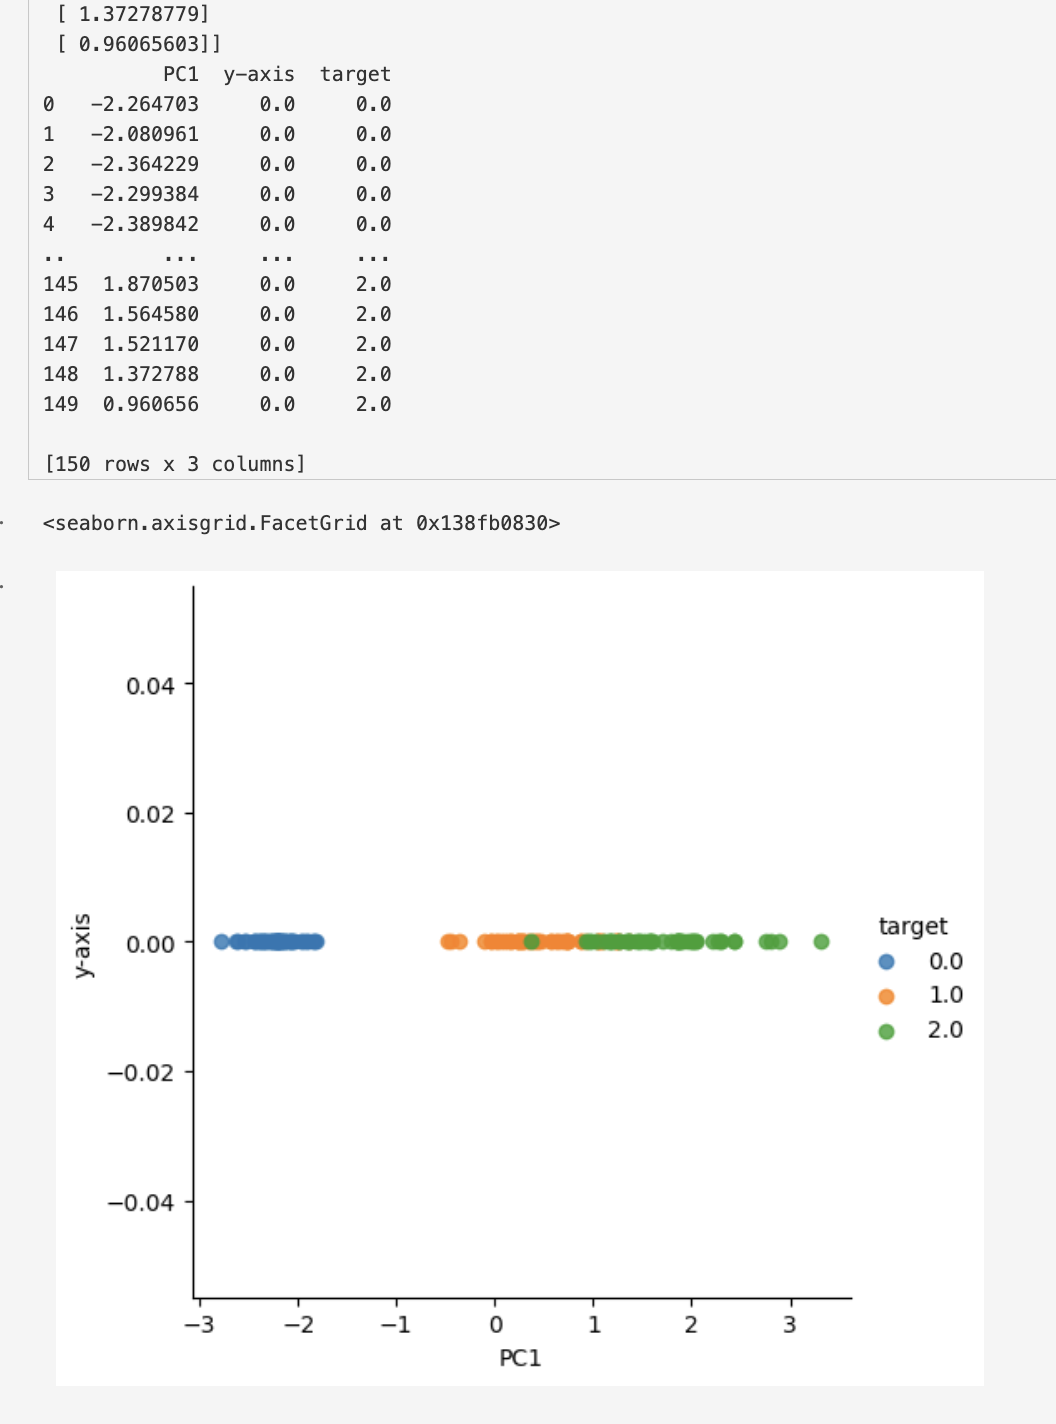 [ 1.37278779]
[ 0.96065603]]
PC1 y-axis target
0 -2.264703 0.0 0.0
1 -2.080961 0.0 0.0
2 -2.364229 0.0 0.0
3 -2.299384 0.0 0.0
4 -2.389842 0.0 0.0
.. ... ... ...
145 1.870503 0.0 2.0
146 1.564580 0.0 2.0
147 1.521170 0.0 2.0
148 1.372788 0.0 2.0
149 0.960656 0.0 2.0
[150 rows x 3 columns]
<seaborn.axisgrid.FacetGrid at 0x138fb0830>
0.04
0.02
0.00
−0.02
−0.04
y-axis
−3 −2 −1 0 1 2 3
PC1
target
0.0
1.0
2.0